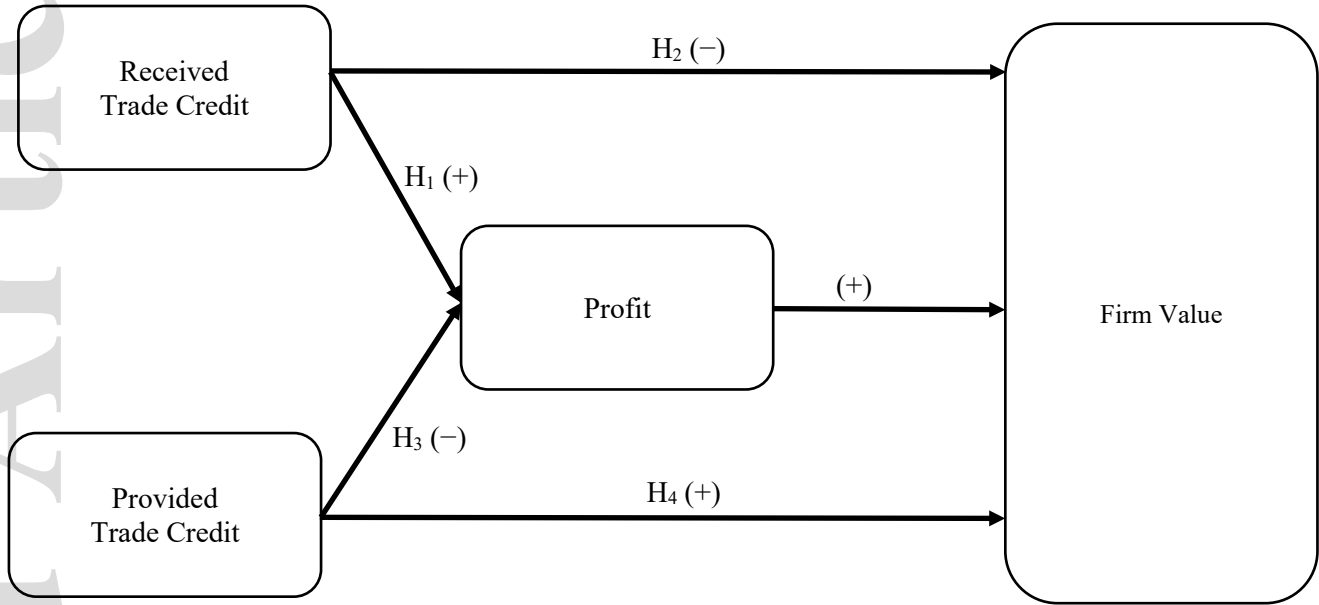 Received
Trade Credit
H₂ (−)
H₁ (+)
Profit
(+)
Firm Value
H₃ (−)
Provided
Trade Credit
H₄ (+)